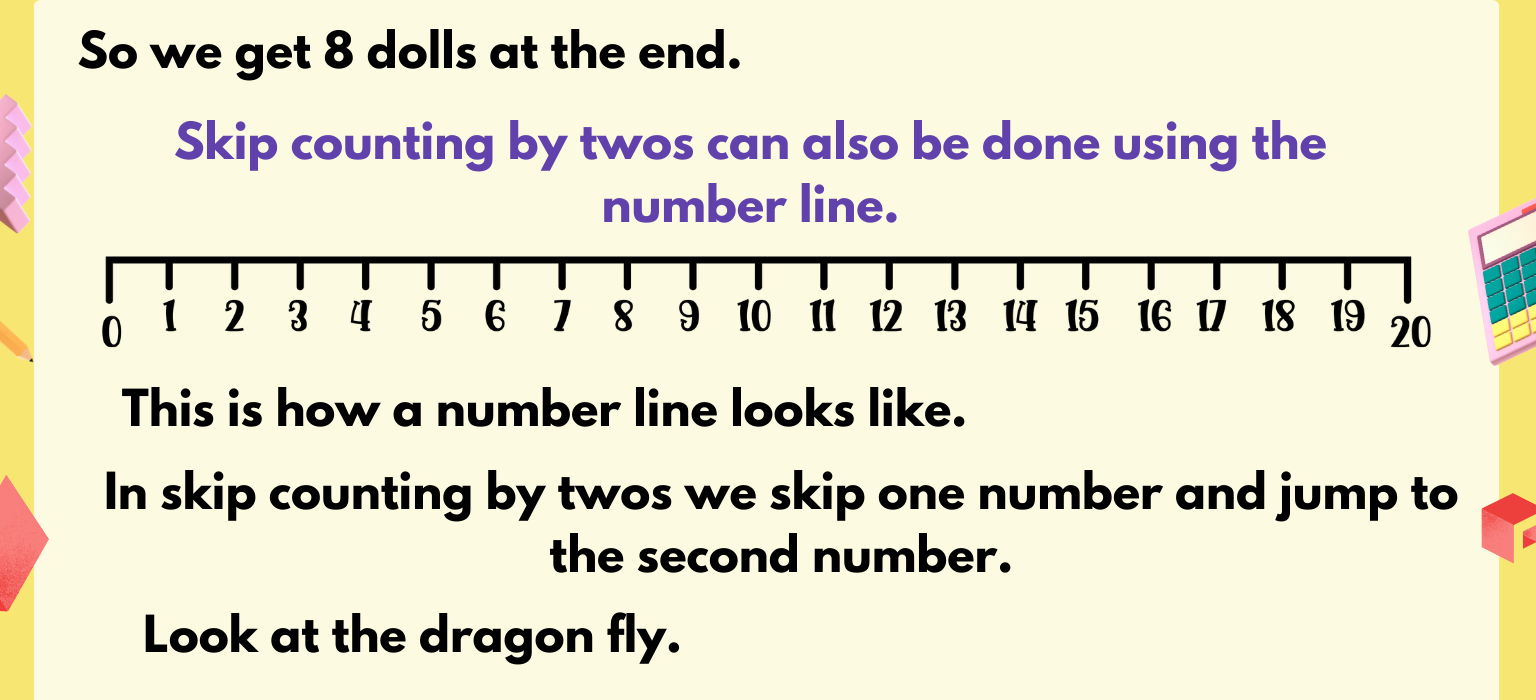 So we get 8 dolls at the end.
Skip counting by twos can also be done using the
number line.
0 1 2 3 4 5 6 7 8 9 10 11 12 13 14 15 16 17 18 19 20
This is how a number line looks like.
In skip counting by twos we skip one number and jump to
the second number.
Look at the dragon fly.